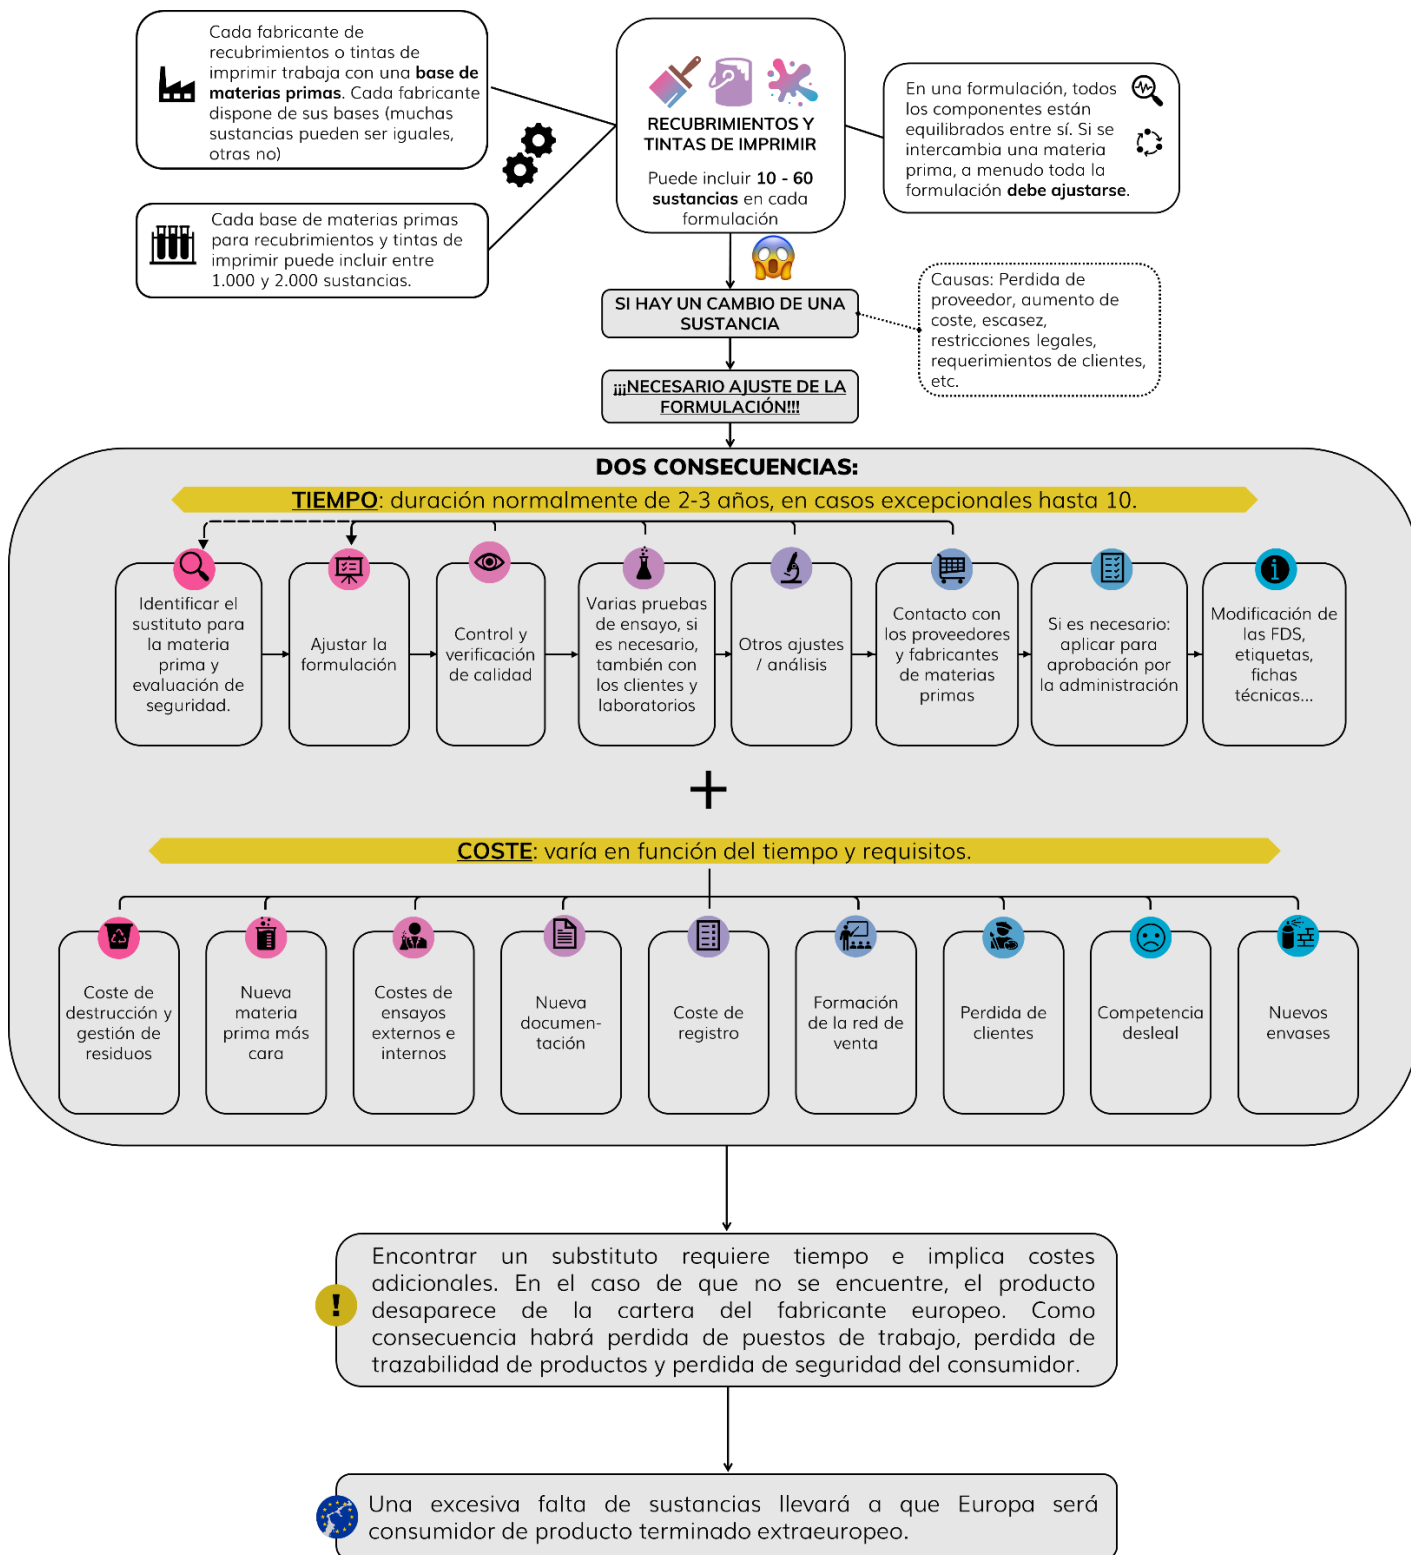 Cada fabricante de
recubrimientos o tintas de
imprimir trabaja con una base de
materias primas. Cada fabricante
dispone de sus bases (muchas
sustancias pueden ser iguales,
otras no)
Cada base de materias primas
para recubrimientos y tintas de
imprimir puede incluir entre
1.000 y 2.000 sustancias.
RECUBRIMIENTOS Y
TINTAS DE IMPRIMIR
Puede incluir 10 - 60
sustancias en cada
formulación
En una formulación, todos
los componentes están
equilibrados entre sí. Si se
intercambia una materia
prima, a menudo toda la
formulación debe ajustarse.
SI HAY UN CAMBIO DE UNA
SUSTANCIA
Causas: Perdida de
proveedor, aumento de
coste, escasez,
restricciones legales,
requerimientos de clientes,
etc.
¡¡¡NECESARIO AJUSTE DE LA
FORMULACIÓN!!!
DOS CONSECUENCIAS:
TIEMPO: duración normalmente de 2-3 años, en casos excepcionales hasta 10.
Identificar el
sustituto para
la materia
prima y
evaluación de
seguridad.
Ajustar la
formulación
Control y
verificación
de calidad
Varias pruebas
de ensayo, si
es necesario,
también con
los clientes y
laboratorios
Otros ajustes
/ análisis
Contacto con
los proveedores
y fabricantes
de materias
primas
Si es necesario:
aplicar para
aprobación por
la administración
Modificación de
las FDS,
etiquetas,
fichas
técnicas...
+
COSTE: varía en función del tiempo y requisitos.
Coste de
destrucción y
gestión de
residuos
Nueva
materia
prima más
cara
Costes de
ensayos
externos e
internos
Nueva
documen-
tación
Coste de
registro
Formación
de la red de
venta
Perdida de
clientes
Competencia
desleal
Nuevos
envases
!
Encontrar un substituto requiere tiempo e implica costes
adicionales. En el caso de que no se encuentre, el producto
desaparece de la cartera del fabricante europeo. Como
consecuencia habrá perdida de puestos de trabajo, perdida de
trazabilidad de productos y perdida de seguridad del consumidor.
Una excesiva falta de sustancias llevará a que Europa será
consumidor de producto terminado extraeuropeo.